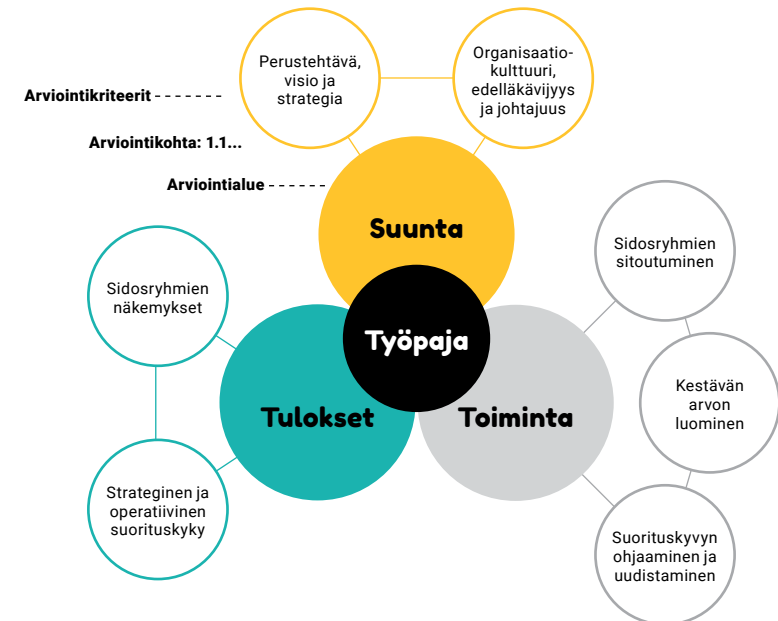 Perustehtävä,
visio ja
strategia
Organisaatio-
kulttuuri,
edelläkävijyys
ja johtajuus
Arviointikriteerit
Arviointikohta: 1.1...
Arviointialue
Suunta
Sidosryhmien
sitoutuminen
Sidosryhmien
näkemykset
Työpaja
Kestävän
arvon
luominen
Tulokset
Toiminta
Strateginen ja
operatiivinen
suorituskyky
Suorituskyvyn
ohjaaminen ja
uudistaminen